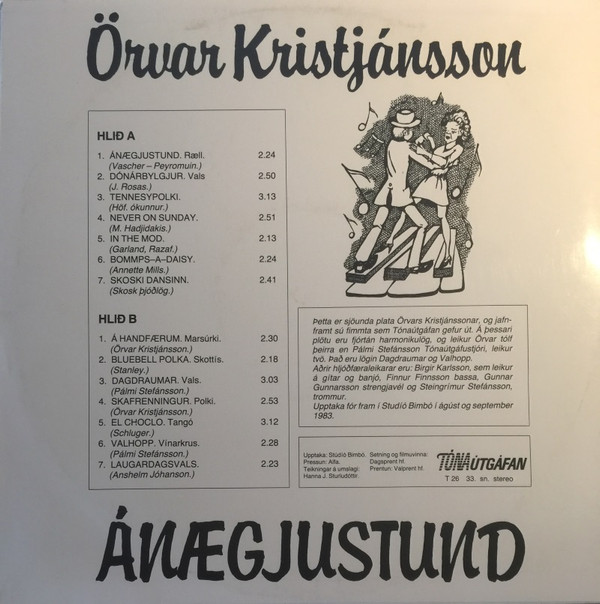 Örvar Kristjánsson
HLIÐ A
1. ÁNÆGJUSTUND. Ræll. 2.24
(Vascher – Peyromuin.)
2. DÓNÁRBYLGJUR. Vals 2.50
(J. Rosas.)
3. TENNESYPOLKI. 3.13
(Höf. ókunnur.)
4. NEVER ON SUNDAY. 2.51
(M. Hadjidakis.)
5. IN THE MOD. 2.13
(Garland, Razaf.)
6. BOMMPS–A–DAISY. 2.24
(Annette Mills.)
7. SKOSKI DANSINN. 2.41
(Skosk þjóðlög.)
HLIÐ B
1. Á HANDFÆRUM. Marsúrki. 2.30
(Örvar Kristjánsson.)
2. BLUEBELL POLKA. Skottís. 2.18
(Stanley.)
3. DAGDRAUMAR. Vals. 3.03
(Pálmi Stefánsson.)
4. SKAFRENNINGUR. Polki. 2.53
(Örvar Kristjánsson.)
5. EL CHOCLO. Tangó 3.12
(Schluger.)
6. VALHOPP. Vínarkrus. 2.28
(Pálmi Stefánsson.)
7. LAUGARDAGSVALS. 2.23
(Ansheim Jóhanson.)
Þetta er sjöunda plata Örvars Kristjánssonar, og jafn-
framt sú fimmta sem Tónaútgáfan gefur út. Á þessari
plötu eru fjórtán harmonikulög, og leikur Örvar tólf
þeirra en Pálmi Stefánsson Tónaútgáfustjóri, leikur
tvö. Það eru lögin Dagdraumar og Valhopp.
Aðrir hljóðfæraleikarar eru: Birgir Karlsson, sem leikur
á gítar og banjó, Finnur Finnsson bassa, Gunnar
Gunnarsson strengjavél og Steingrímur Stefánsson,
trommur.
Upptaka fór fram í Studíó Bimbó í ágúst og september
1983.
Upptaka: Studíó Bimbó.
Pressun: Alfa.
Teikningar á umslagi:
Hanna J. Sturludóttir.
Setning og filmuvinna:
Dagsprent hf.
Prentun: Valprent hf.
TÓNAÚTGÁFAN
T 26 33. sn. stereo
ÁNÆGJUSTUND